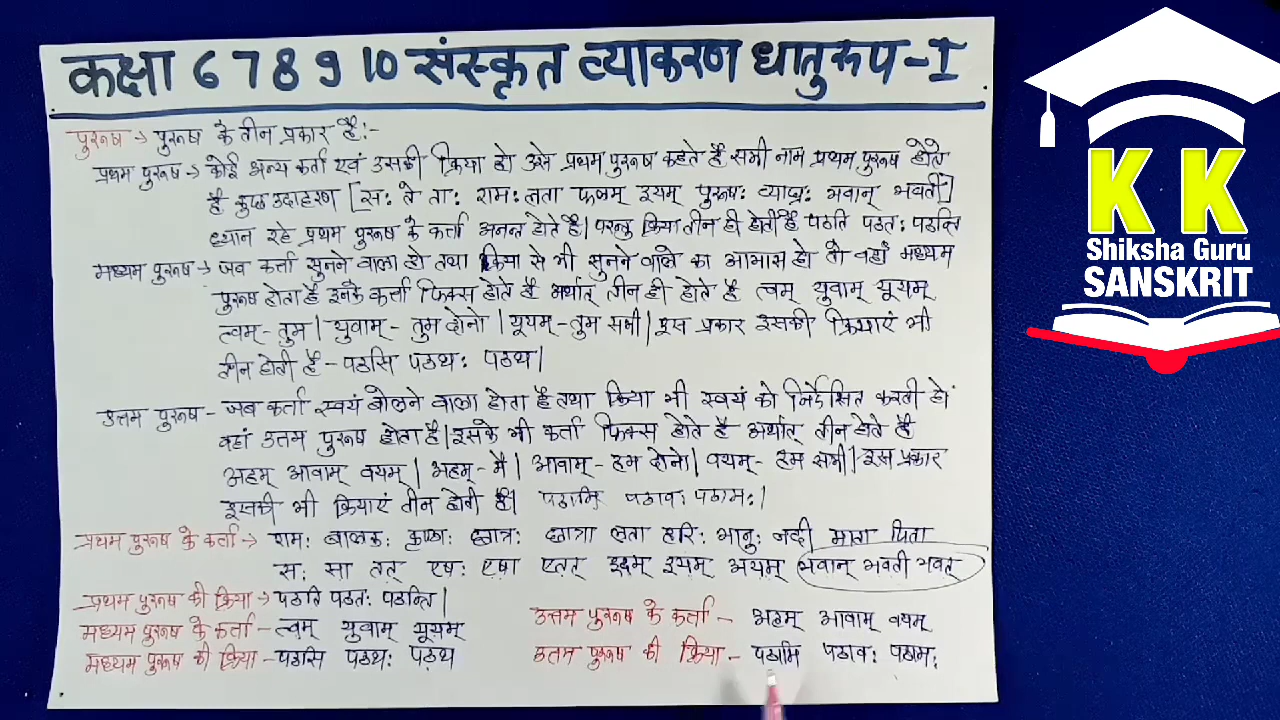 कक्षा 6 7 8 9 10 संस्कृत व्याकरण धातु रूप - I
पुरूष → पुरूष के तीन प्रकार है:-
प्रथम पुरूष → कोई अन्य कर्ता एवं उसकी क्रिया हो उसे प्रथम पुरूष कहते है सभी नाम प्रथम पुरूष होते
है कुछ उदाहरण [सः ते ताः रामः लता फलम् इयम् पुरूषः व्याघ्रः भवान् भवती]
ध्यान रहे प्रथम पुरूष के कर्त्ता अनन्त होते है। परन्तु क्रिया तीन ही होती है पठति पठतः पठन्ति
मध्यम पुरूष → जब कर्त्ता सुनने वाला हो तथा क्रिया से भी सुनने वाले का आभास हो तो वहां मध्यम
पुरूष होता है इनके कर्त्ता फिक्स होते है अर्थात् तीन ही होते है त्वम् युवाम् यूयम्
त्वम् - तुम। युवाम् - तुम दोनो। यूयम् - तुम सभी। इस प्रकार इसकी क्रियाएं भी
तीन होती है - पठसि पठथः पठथ।
उत्तम पुरूष - जब कर्ता स्वयं बोलने वाला होता है तथा क्रिया भी स्वयं को निर्देशित करती हो
वहां उत्तम पुरूष होता है। इसके भी कर्त्ता फिक्स होते है अर्थात् तीन होते है
अहम् आवाम् वयम्। अहम् - मै। आवाम् - हम दोनो। वयम् - हम सभी। इस प्रकार
इसकी भी क्रियाएं तीन होती है। पठामि पठावः पठामः।
प्रथम पुरूष के कर्त्ता → रामः बालकः कृष्णः छात्रः छात्रा लता हरिः भानुः नदी माता पिता
सः सा तत् एषः एषा एतत् इदम् इयम् अयम् भवान् भवती भवत्
प्रथम पुरूष की क्रिया → पठति पठतः पठन्ति।
मध्यम पुरूष के कर्त्ता - त्वम् युवाम् यूयम्
मध्यम पुरूष की क्रिया - पठसि पठथः पठथ
उत्तम पुरूष के कर्त्ता - अहम् आवाम् वयम्
उत्तम पुरूष की क्रिया - पठामि पठावः पठामः
K K
Shiksha Guru
SANSKRIT